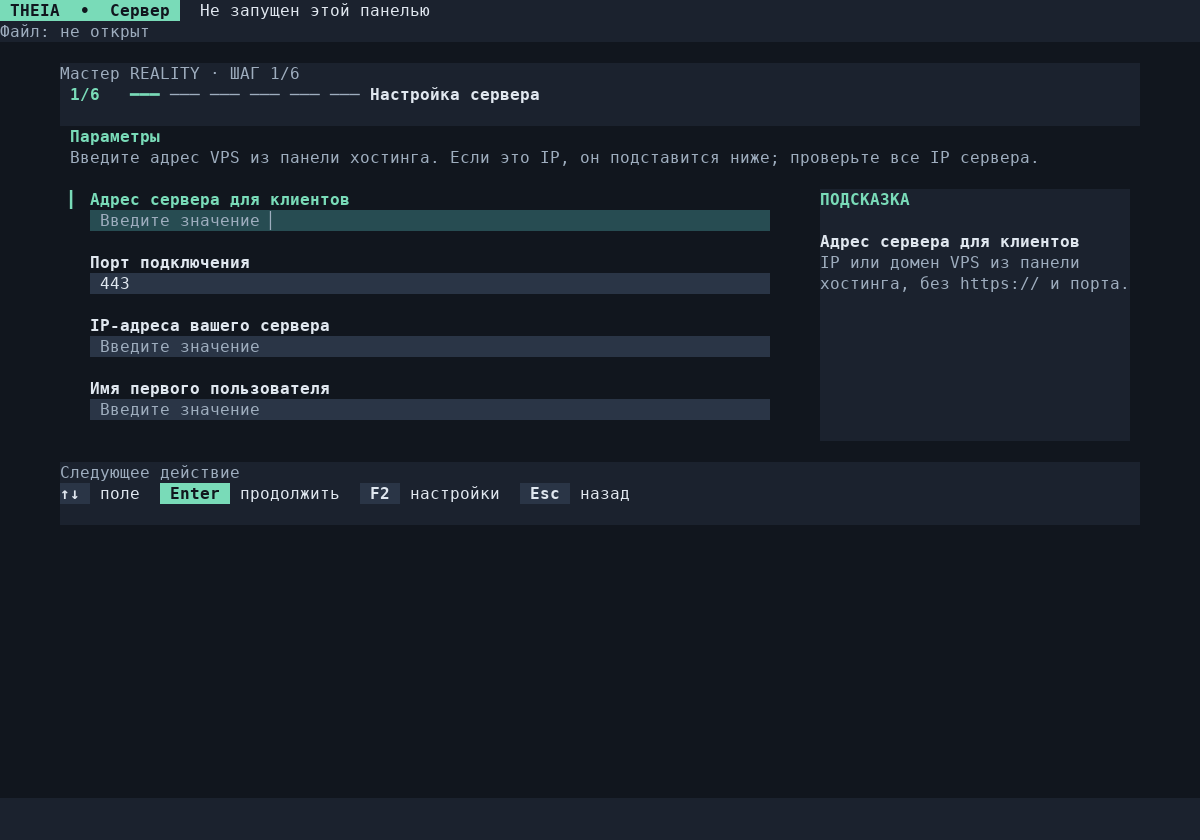 THEIA • Сервер Не запущен этой панелью
Файл: не открыт
Мастер REALITY · ШАГ 1/6
1/6 Настройка сервера
Параметры
Введите адрес VPS из панели хостинга. Если это IP, он подставится ниже; проверьте все IP сервера.
Адрес сервера для клиентов
Введите значение
Порт подключения
443
IP-адреса вашего сервера
Введите значение
Имя первого пользователя
Введите значение
ПОДСКАЗКА
Адрес сервера для клиентов
IP или домен VPS из панели
хостинга, без https:// и порта.
Следующее действие
↑↓ поле Enter продолжить F2 настройки Esc назад